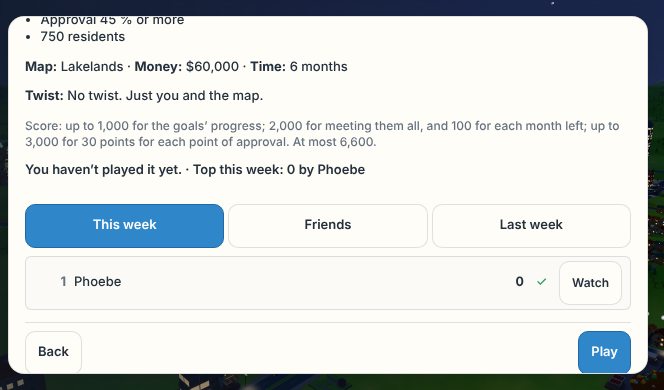 • Approval 45 % or more
• 750 residents
Map: Lakelands · Money: $60,000 · Time: 6 months
Twist: No twist. Just you and the map.
Score: up to 1,000 for the goals’ progress; 2,000 for meeting them all, and 100 for each month left; up to
3,000 for 30 points for each point of approval. At most 6,600.
You haven’t played it yet. · Top this week: 0 by Phoebe
This week Friends Last week
1 Phoebe 0 ✓ Watch
Back Play